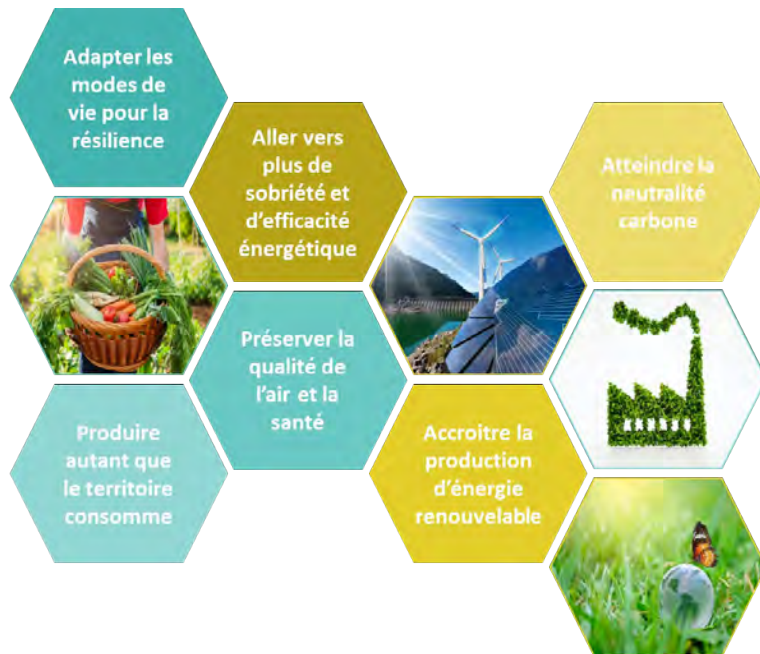 Adapter les
modes de
vie pour la
résilience
Aller vers
plus de
sobriété et
d'efficacité
énergétique
Atteindre la
neutralité
carbone
Préserver la
qualité de
l'air et la
santé
Produire
autant que
le territoire
consomme
Accroitre la
production
d'énergie
renouvelable